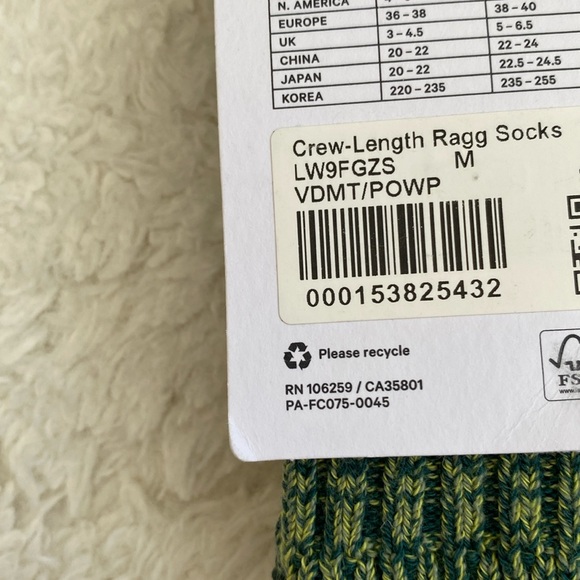 N. AMERICA
EUROPE 36 – 38 38 – 40
UK 3 – 4.5 5 – 6.5
CHINA 20 – 22 22 – 24
JAPAN 20 – 22 22.5 – 24.5
KOREA 220 – 235 235 – 255
Crew-Length Ragg Socks
LW9FGZS M
VDMT/POWP
000153825432
Please recycle
RN 106259 / CA35801
PA-FC075-0045
FS